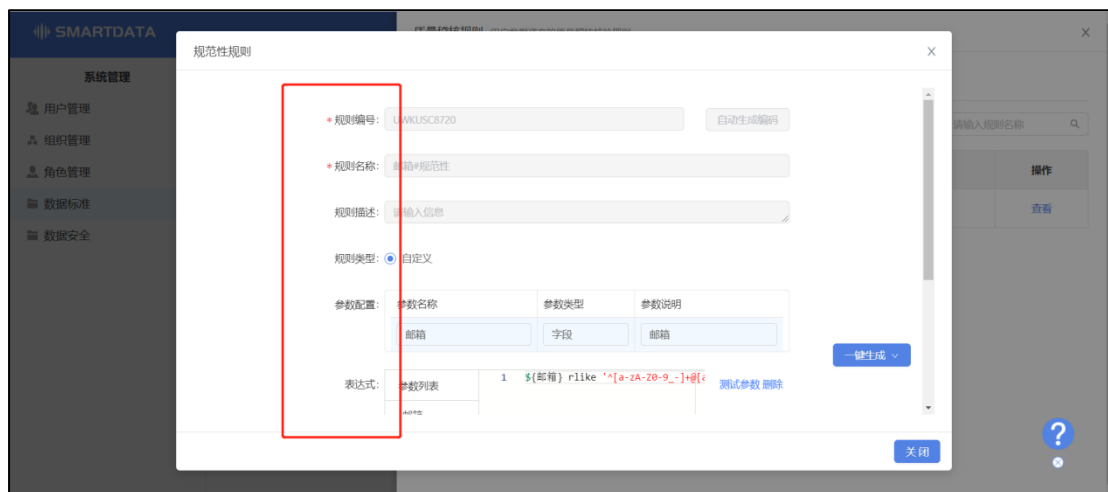 SMARTDATA
系统管理
用户管理
组织管理
角色管理
数据标准
数据安全
请输入规则名称
操作
查看
规范性规则
* 规则编号: UWKUSC8720 自动生成编码
* 规则名称: 邮箱#规范性
规则描述: 请输入信息
规则类型: 自定义
参数配置: 参数名称 参数类型 参数说明
邮箱 字段 邮箱
一键生成
表达式: 参数列表 1 ${邮箱} rlike '^[a-zA-Z0-9_-]+@[a 测试参数 删除
关闭
?